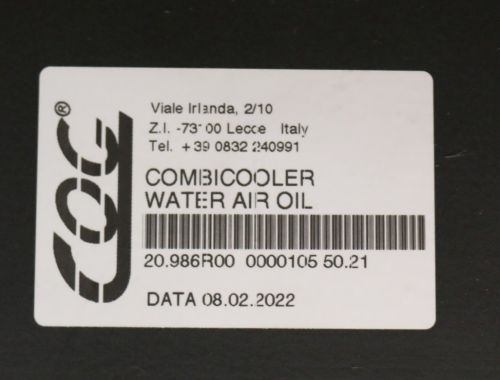 ®
Viale Irlanda, 2/10
Z.I. -73100 Lecce Italy
Tel. +39 0832 240991
COMBICOOLER
WATER AIR OIL
20.986R00 0000105 50.21
DATA 08.02.2022